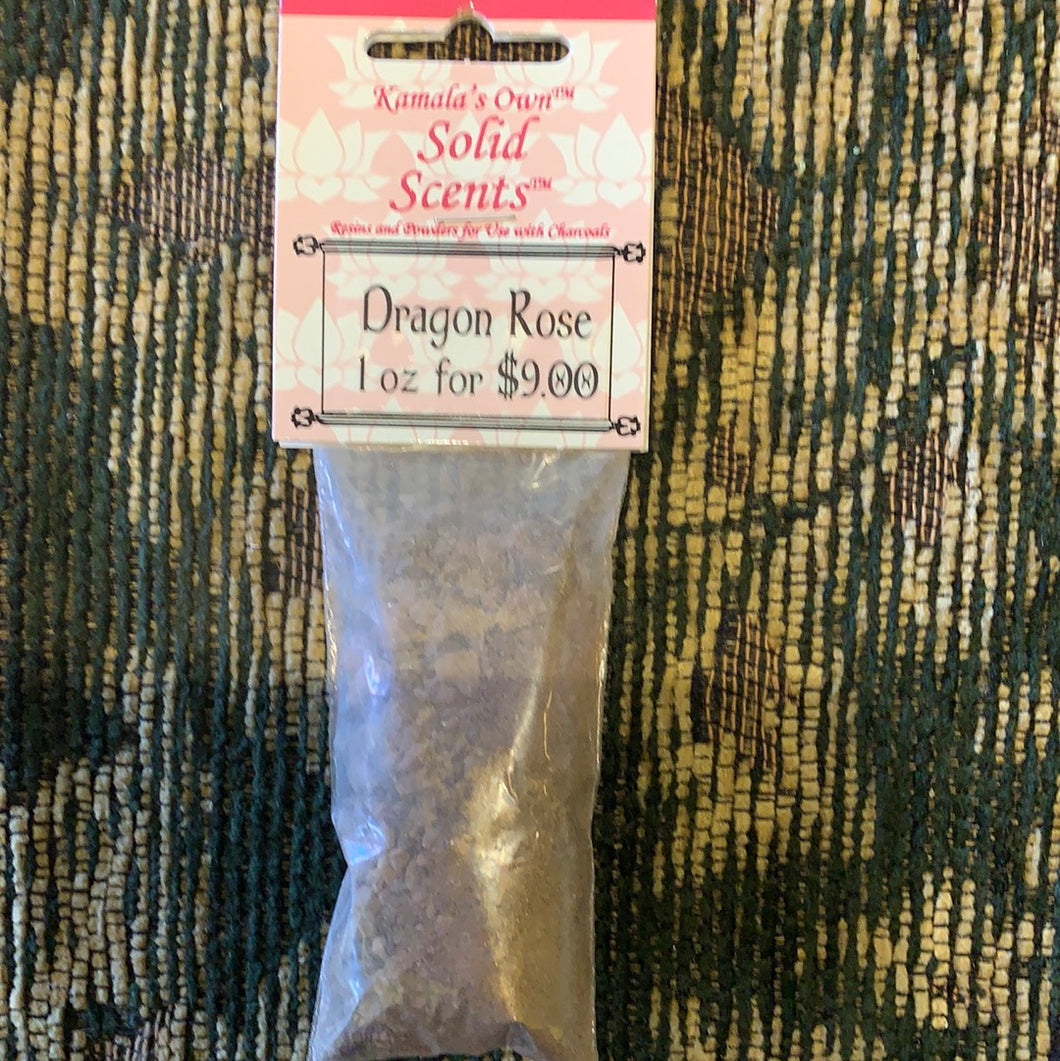 Kamala's Own™
Solid
Scents™
Resins and Powders for Use with Charcoals
Dragon Rose
1 oz for $9.00